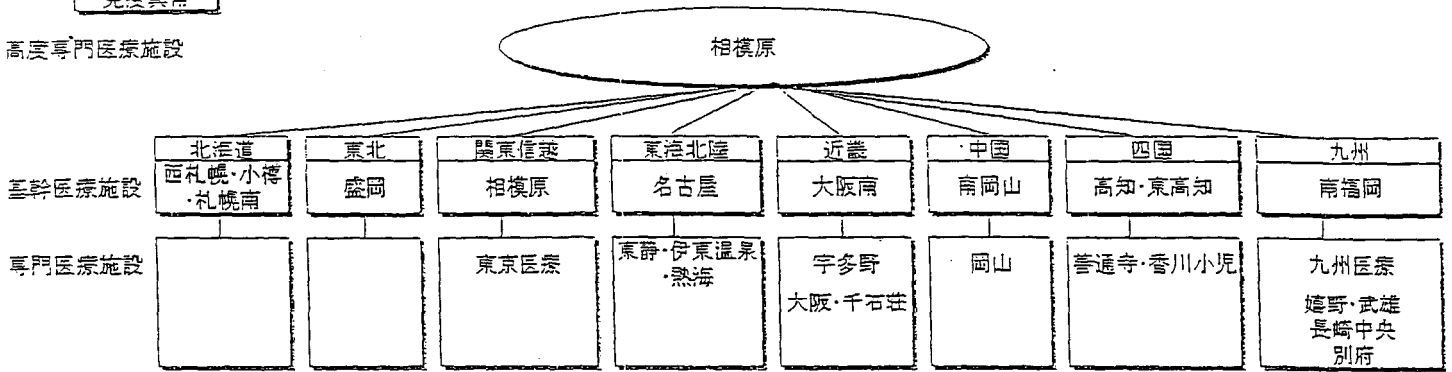 免疫異常
高度専門医療施設
相模原
北海道
東北
関東信越
東海北陸
近畿
中国
四国
九州
基幹医療施設
西札幌・小樽
・札幌南
盛岡
相模原
名古屋
大阪南
南岡山
高知・東高知
南福岡
専門医療施設
東京医療
東静・伊東温泉
・熱海
宇多野
大阪・千石荘
岡山
善通寺・香川小児
九州医療
嬉野・武雄
長崎中央
別府